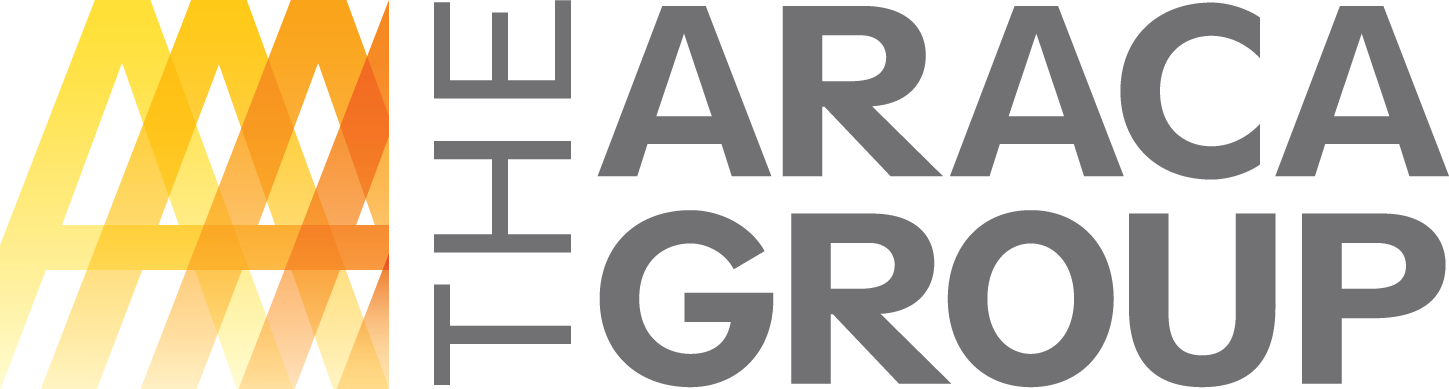 THE
ARACA
GROUP